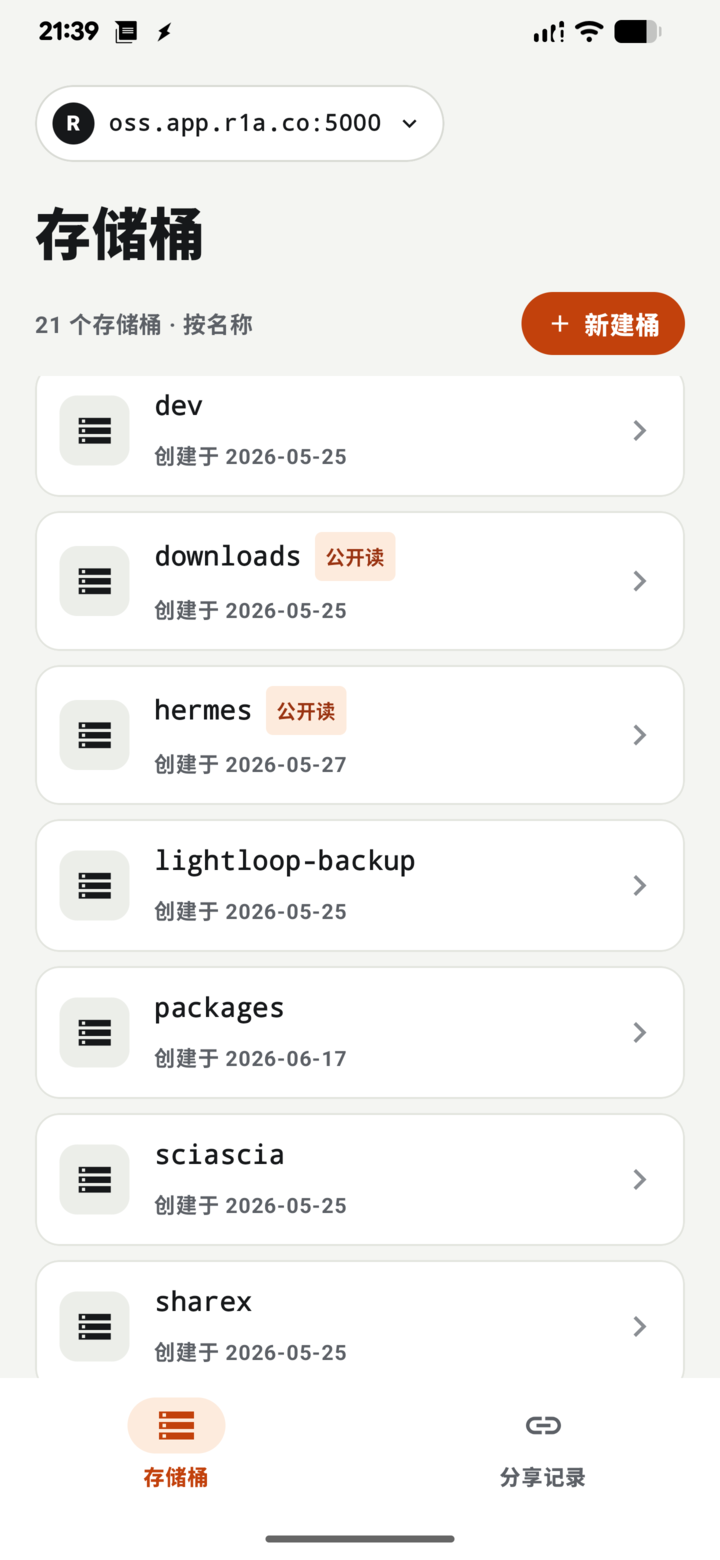 21:39
R oss.app.r1a.co:5000
存储桶
21 个存储桶 · 按名称
+ 新建桶
dev
创建于 2026-05-25
downloads 公开读
创建于 2026-05-25
hermes 公开读
创建于 2026-05-27
lightloop-backup
创建于 2026-05-25
packages
创建于 2026-06-17
sciascia
创建于 2026-05-25
sharex
创建于 2026-05-25
存储桶
分享记录